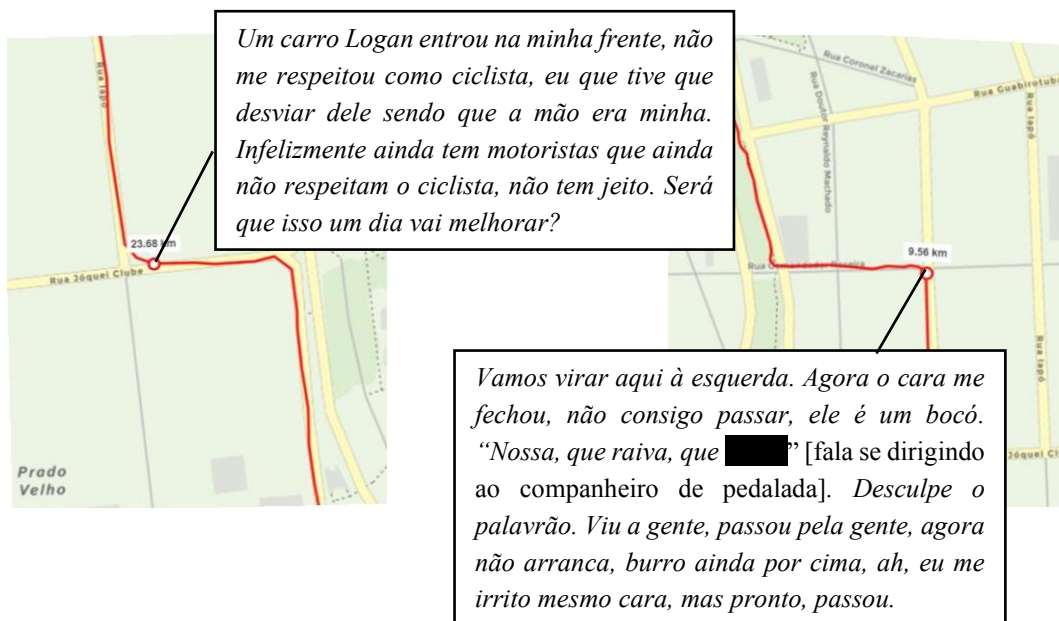 Um carro Logan entrou na minha frente, não
me respeitou como ciclista, eu que tive que
desviar dele sendo que a mão era minha.
Infelizmente ainda tem motoristas que ainda
não respeitam o ciclista, não tem jeito. Será
que isso um dia vai melhorar?
Rua Iapó
23.68 km
Rua Jóquei Clube
Prado
Velho
Rua Coronel Zacarias
Rua Guabirotuba
Rua Doutor Reynaldo Machado
Rua Iapó
9.56 km
Rua Comendador Roseira
Rua Iapó
Jóquei Cl
Vamos virar aqui à esquerda. Agora o cara me
fechou, não consigo passar, ele é um bocó.
“Nossa, que raiva, que ” [fala se dirigindo
ao companheiro de pedalada]. Desculpe o
palavrão. Viu a gente, passou pela gente, agora
não arranca, burro ainda por cima, ah, eu me
irrito mesmo cara, mas pronto, passou.